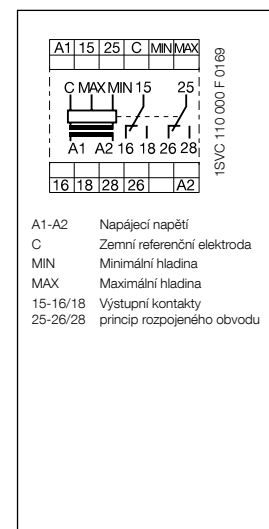 A1 15 25 C MIN MAX
C MAX MIN 15 25
A1 A2 16 18 26 28
16 18 28 26 A2
1SVC 110 000 F 0169
A1-A2 Napájecí napětí
C Zemní referenční elektroda
MIN Minimální hladina
MAX Maximální hladina
15-16/18 Výstupní kontakty
25-26/28 princip rozpojeného obvodu